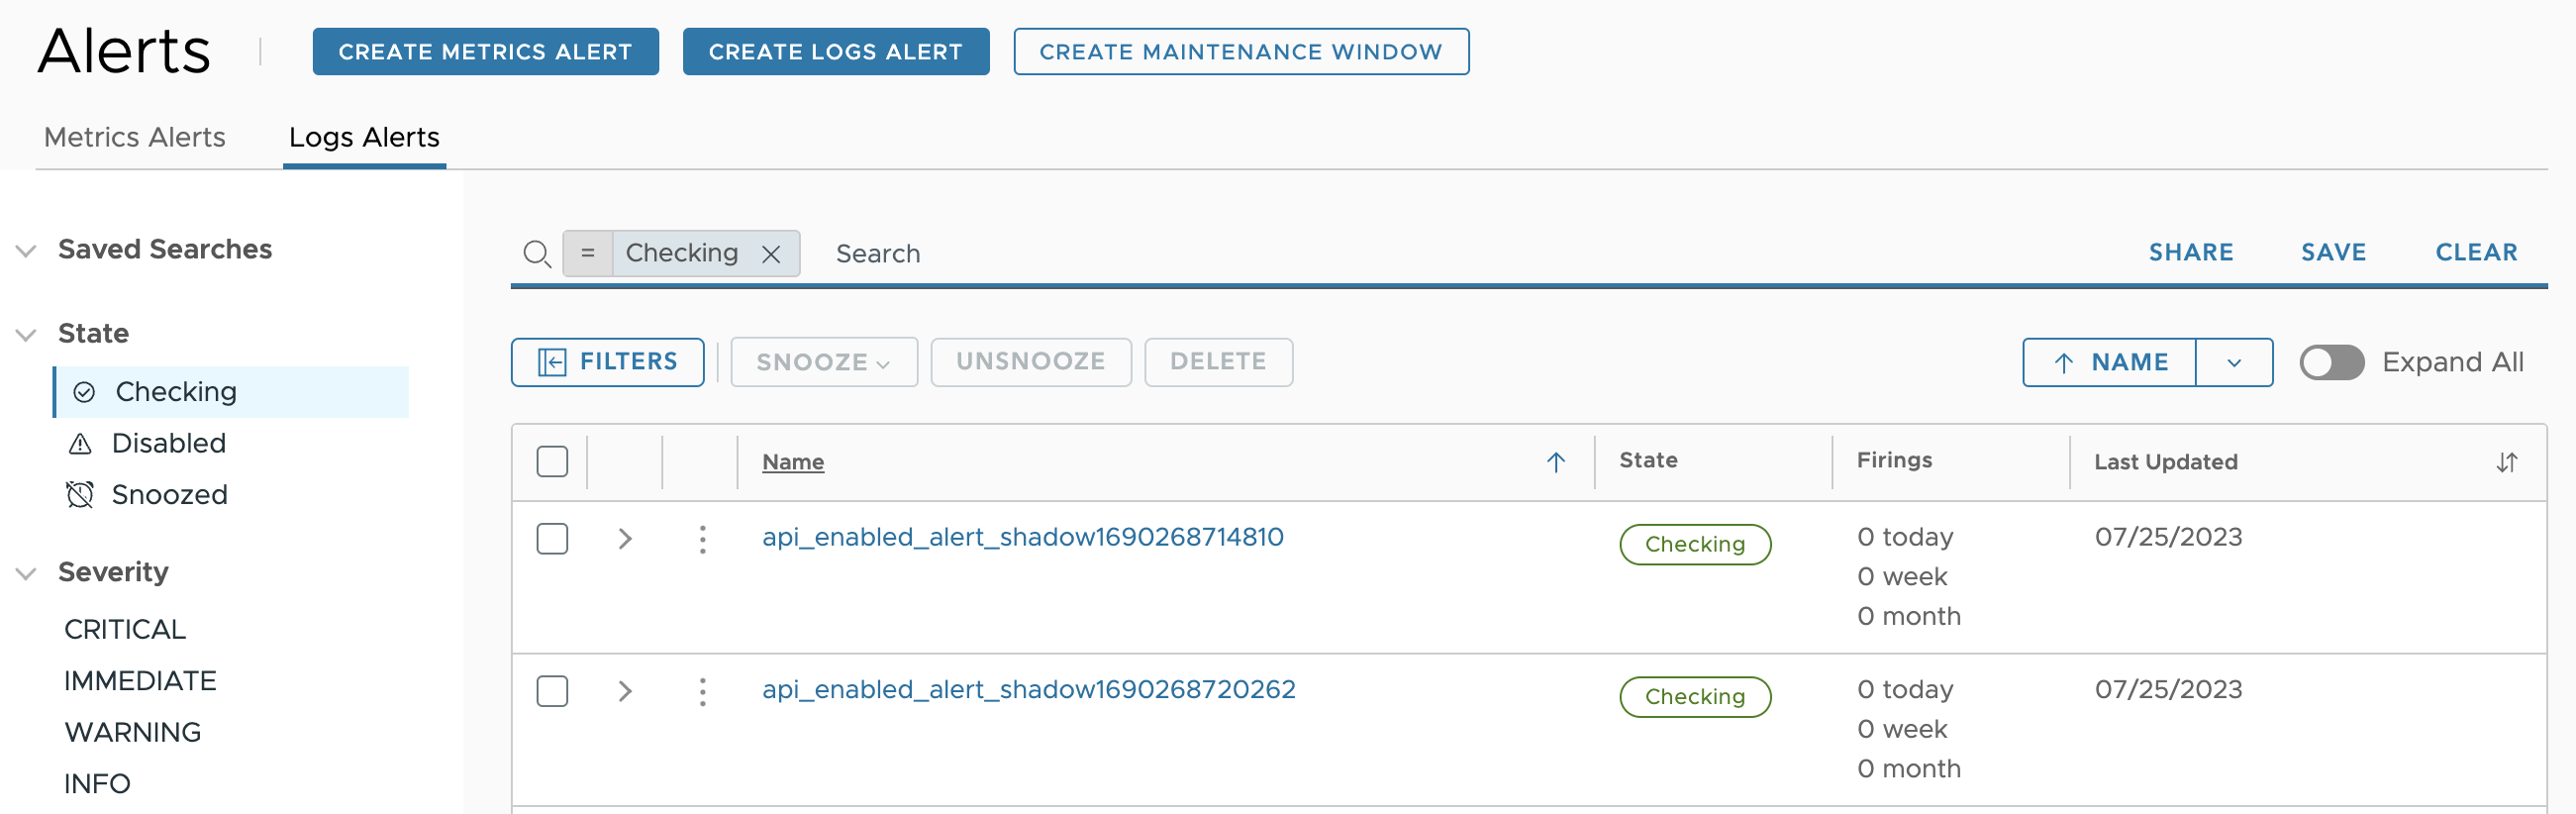 Alerts
CREATE METRICS ALERT
CREATE LOGS ALERT
CREATE MAINTENANCE WINDOW
Metrics Alerts
Logs Alerts
Saved Searches
State
Checking
Disabled
Snoozed
Severity
CRITICAL
IMMEDIATE
WARNING
INFO
= Checking
Search
SHARE
SAVE
CLEAR
FILTERS
SNOOZE
UNSNOOZE
DELETE
NAME
Expand All
Name
State
Firings
Last Updated
api_enabled_alert_shadow1690268714810
Checking
0 today
0 week
0 month
07/25/2023
api_enabled_alert_shadow1690268720262
Checking
0 today
0 week
0 month
07/25/2023